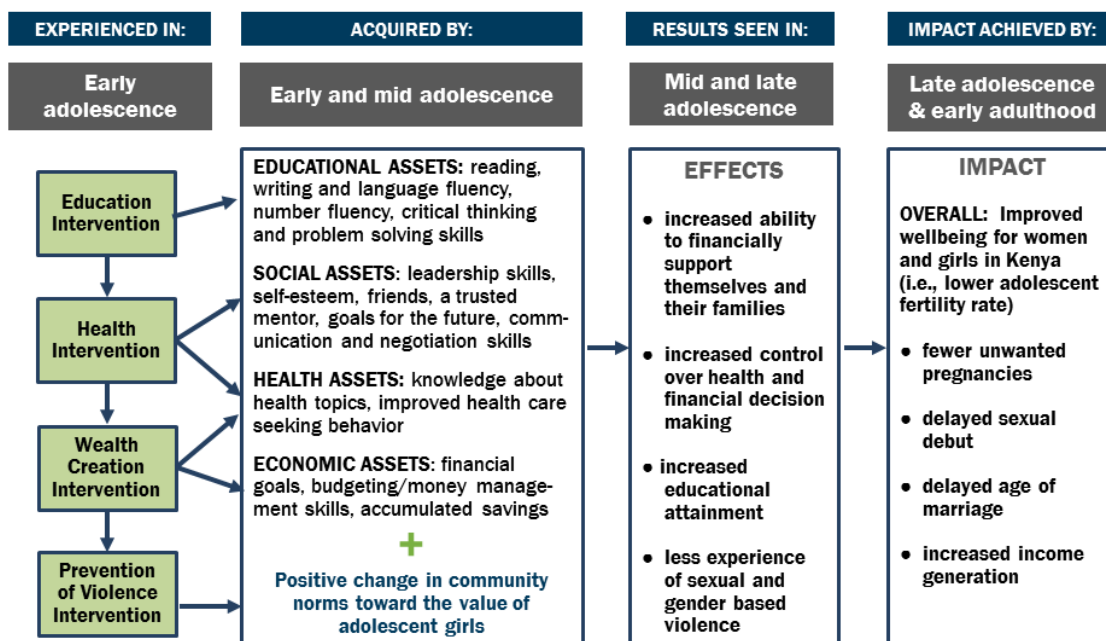 EXPERIENCED IN:
Early
adolescence
Education
Intervention
Health
Intervention
Wealth
Creation
Intervention
Prevention
of Violence
Intervention
ACQUIRED BY:
Early and mid adolescence
EDUCATIONAL ASSETS: reading,
writing and language fluency,
number fluency, critical thinking
and problem solving skills
SOCIAL ASSETS: leadership skills,
self-esteem, friends, a trusted
mentor, goals for the future, comm-
unication and negotiation skills
HEALTH ASSETS: knowledge about
health topics, improved health care
seeking behavior
ECONOMIC ASSETS: financial
goals, budgeting/money manage-
ment skills, accumulated savings
+
Positive change in community
norms toward the value of
adolescent girls
RESULTS SEEN IN:
Mid and late
adolescence
EFFECTS
• increased ability
to financially
support
themselves and
their families
• increased control
over health and
financial decision
making
• increased
educational
attainment
• less experience
of sexual and
gender based
violence
IMPACT ACHIEVED BY:
Late adolescence
& early adulthood
IMPACT
OVERALL: Improved
wellbeing for women
and girls in Kenya
(i.e., lower adolescent
fertility rate)
• fewer unwanted
pregnancies
• delayed sexual
debut
• delayed age of
marriage
• increased income
generation